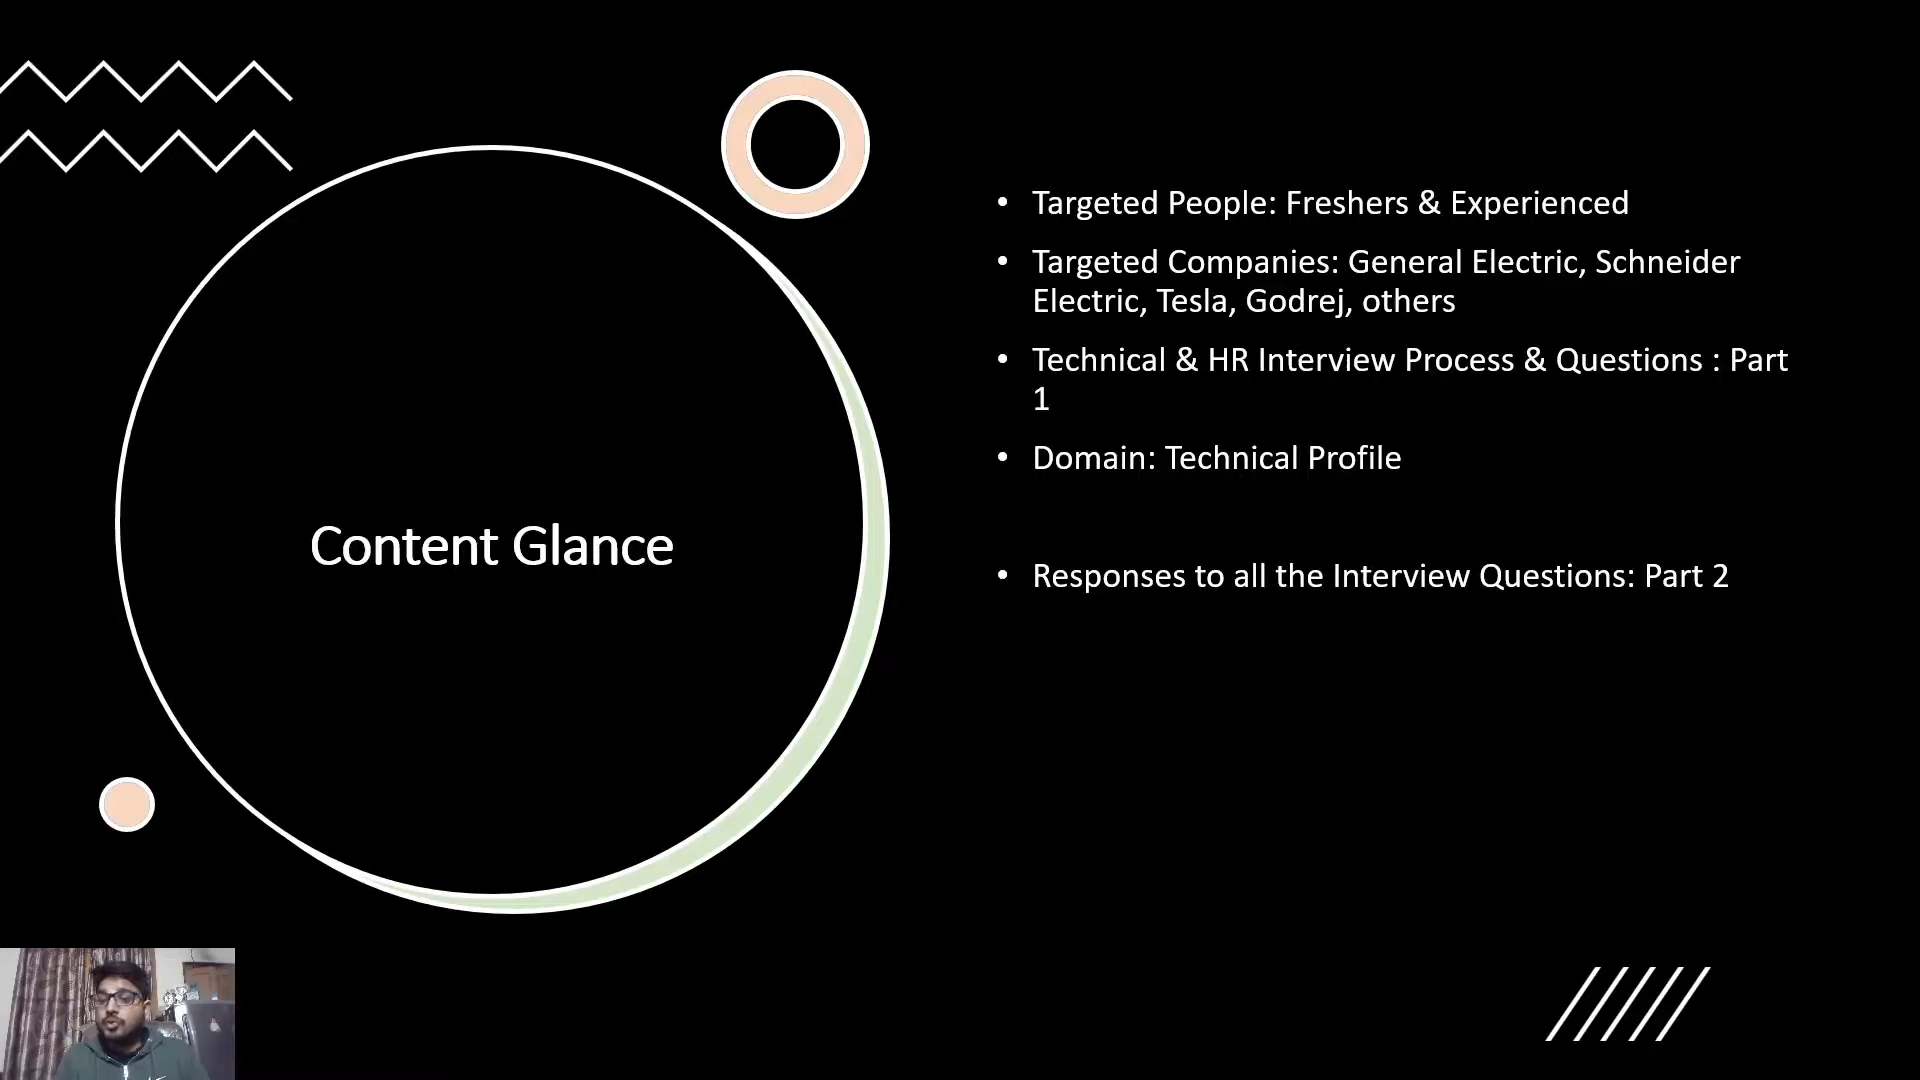 Content Glance
• Targeted People: Freshers & Experienced
• Targeted Companies: General Electric, Schneider
Electric, Tesla, Godrej, others
• Technical & HR Interview Process & Questions : Part
1
• Domain: Technical Profile
• Responses to all the Interview Questions: Part 2